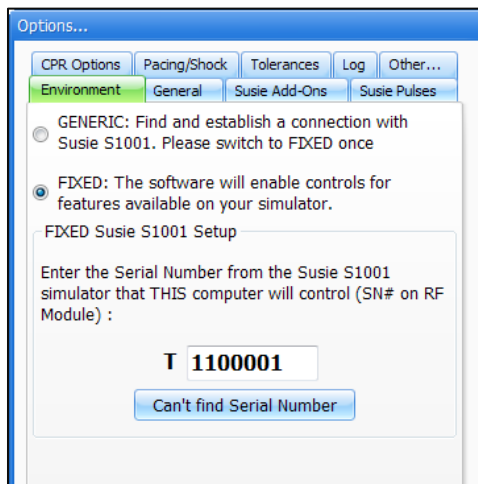 Options...
CPR Options Pacing/Shock Tolerances Log Other...
Environment General Susie Add-Ons Susie Pulses
GENERIC: Find and establish a connection with
Susie S1001. Please switch to FIXED once
FIXED: The software will enable controls for
features available on your simulator.
FIXED Susie S1001 Setup
Enter the Serial Number from the Susie S1001
simulator that THIS computer will control (SN# on RF
Module) :
T 1100001
Can't find Serial Number